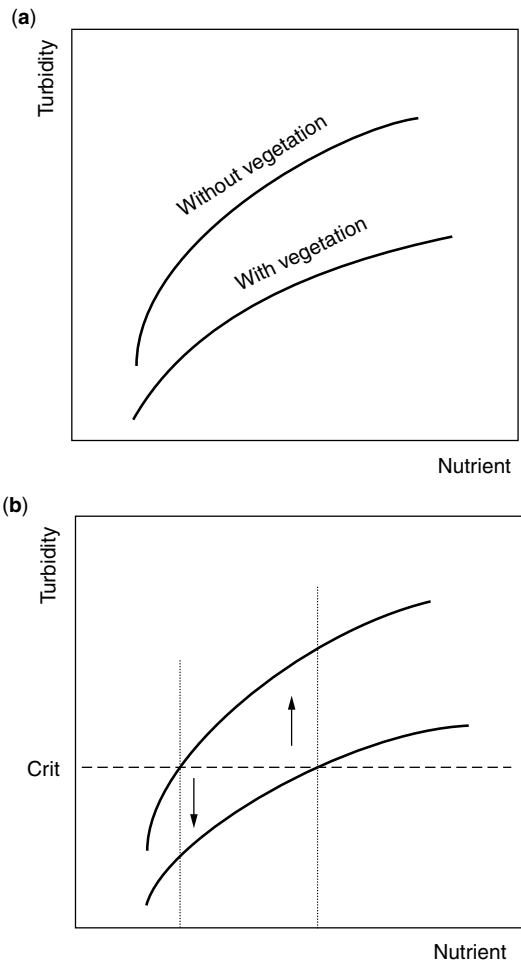 (a)
Turbidity
Without vegetation
With vegetation
Nutrient
(b)
Turbidity
Crit
Nutrient